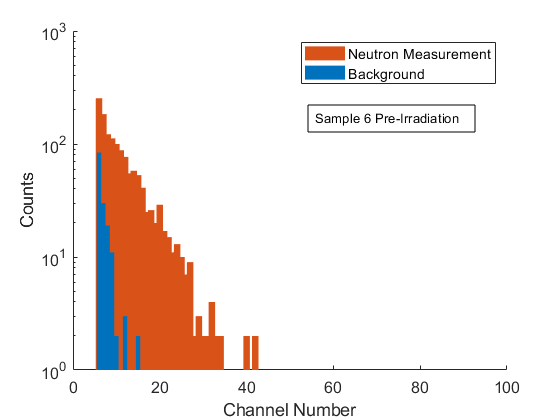 10^3
10^2
10^1
10^0
Counts
Neutron Measurement
Background
Sample 6 Pre-Irradiation
0 20 40 60 80 100
Channel Number